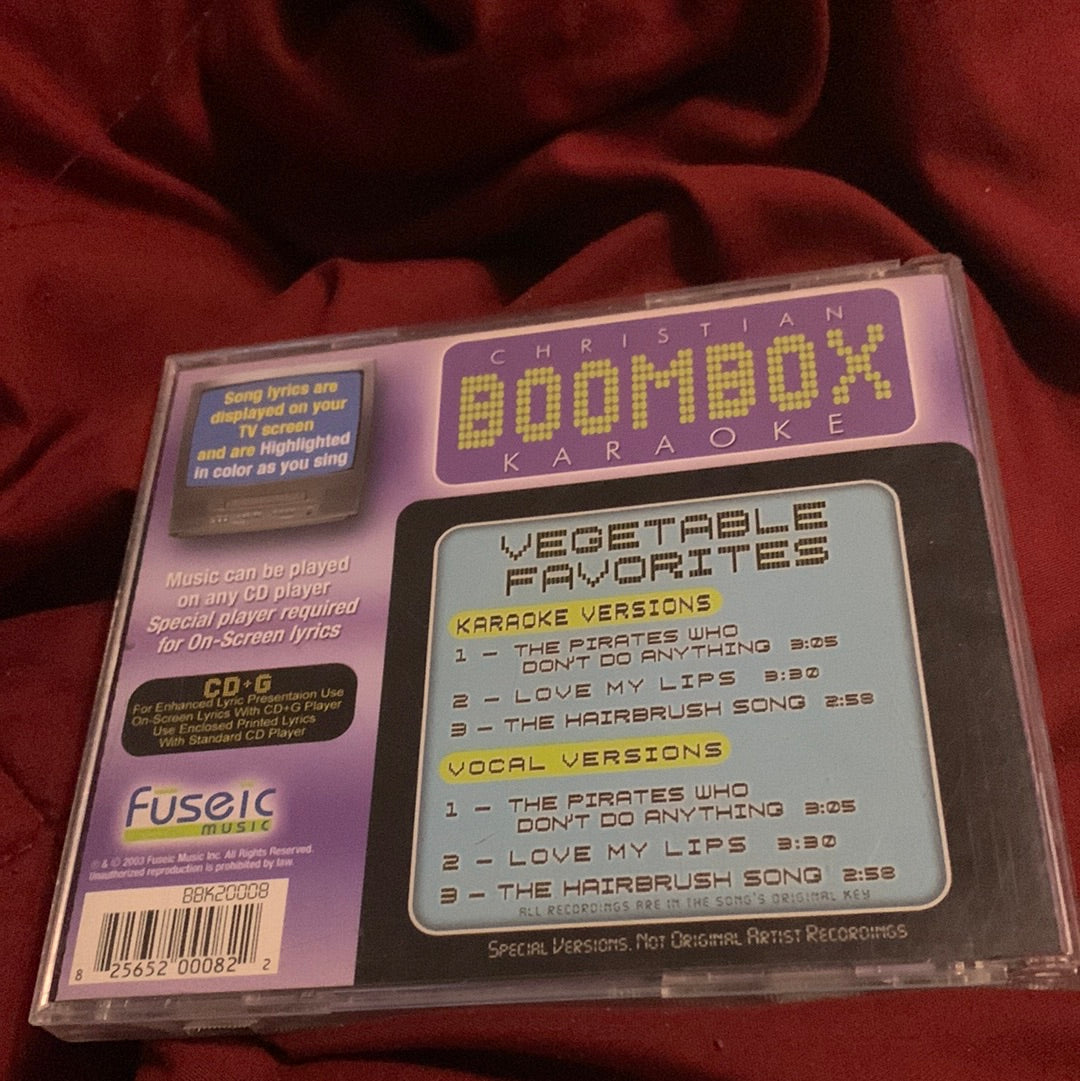 Song lyrics are
displayed on your
TV screen
and are Highlighted
in color as you sing
Music can be played
on any CD player
Special player required
for On-Screen lyrics
CD+G
For Enhanced Lyric Presentaion Use
On-Screen Lyrics With CD+G Player
Use Enclosed Printed Lyrics
With Standard CD Player
Fuseic
MUSIC
℗ & © 2003 Fuseic Music Inc. All Rights Reserved.
Unauthorized reproduction is prohibited by law.
BBK20008
8 25652 00082 2
CHRISTIAN
BOOMBOX
KARAOKE
VEGETABLE
FAVORITES
KARAOKE VERSIONS
1 - THE PIRATES WHO
DON'T DO ANYTHING 3:05
2 - LOVE MY LIPS 3:30
3 - THE HAIRBRUSH SONG 2:58
VOCAL VERSIONS
1 - THE PIRATES WHO
DON'T DO ANYTHING 3:05
2 - LOVE MY LIPS 3:30
3 - THE HAIRBRUSH SONG 2:58
ALL RECORDINGS ARE IN THE SONG'S ORIGINAL KEY
SPECIAL VERSIONS. NOT ORIGINAL ARTIST RECORDINGS